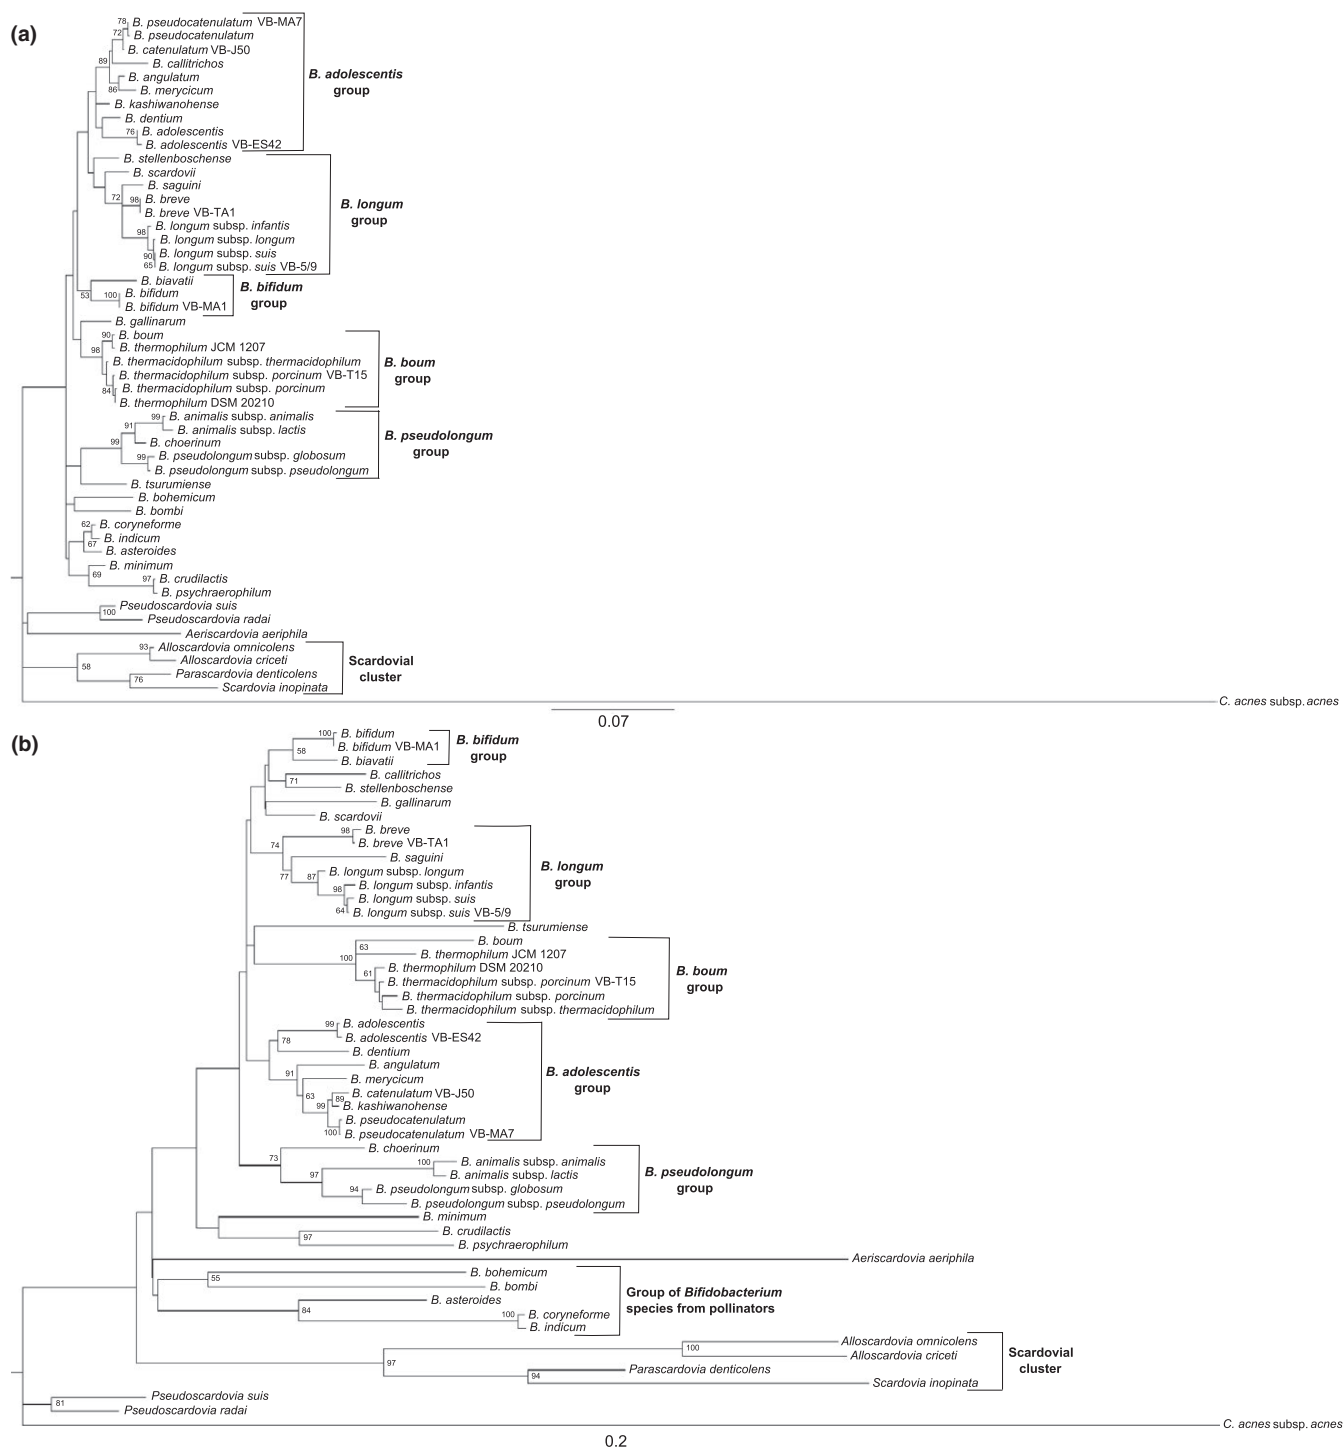 (a)
78
B. pseudocatenulatum VB-MA7
72
B. pseudocatenulatum
B. catenulatum VB-J50
89
B. callitrichos
B. angulatum
86
B. merycicum
B. kashiwanohense
B. dentium
76
B. adolescentis
B. adolescentis VB-ES42
B. adolescentis
group
B. stellenboschense
B. scardovii
B. saguini
72
98
B. breve
B. breve VB-TA1
B. longum subsp. infantis
98
B. longum subsp. longum
90
B. longum subsp. suis
65
B. longum subsp. suis VB-5/9
B. longum
group
B. biavatii
53
100
B. bifidum
B. bifidum VB-MA1
B. bifidum
group
B. gallinarum
90
B. boum
B. thermophilum JCM 1207
98
B. thermacidophilum subsp. thermacidophilum
B. thermacidophilum subsp. porcinum VB-T15
84
B. thermacidophilum subsp. porcinum
B. thermophilum DSM 20210
B. boum
group
99
B. animalis subsp. animalis
91
B. animalis subsp. lactis
99
B. choerinum
99
B. pseudolongum subsp. globosum
B. pseudolongum subsp. pseudolongum
B. pseudolongum
group
B. tsurumiense
B. bohemicum
B. bombi
62
B. coryneforme
67
B. indicum
B. asteroides
B. minimum
69
97
B. crudilactis
B. psychraerophilum
Pseudoscardovia suis
100
Pseudoscardovia radai
Aeriscardovia aeriphila
93
Alloscardovia omnicolens
Alloscardovia criceti
58
76
Parascardovia denticolens
Scardovia inopinata
Scardovial
cluster
C. acnes subsp. acnes
0.07
(b)
100
B. bifidum
B. bifidum VB-MA1
58
B. biavatii
B. bifidum
group
B. callitrichos
71
B. stellenboschense
B. gallinarum
B. scardovii
98
B. breve
B. breve VB-TA1
74
B. saguini
77
87
B. longum subsp. longum
98
B. longum subsp. infantis
B. longum subsp. suis
64
B. longum subsp. suis VB-5/9
B. longum
group
B. tsurumiense
B. boum
63
100
B. thermophilum JCM 1207
61
B. thermophilum DSM 20210
B. thermacidophilum subsp. porcinum VB-T15
B. thermacidophilum subsp. porcinum
B. thermacidophilum subsp. thermacidophilum
B. boum
group
99
B. adolescentis
B. adolescentis VB-ES42
78
B. dentium
B. angulatum
91
B. merycicum
63
B. catenulatum VB-J50
99
89
B. kashiwanohense
B. pseudocatenulatum
100
B. pseudocatenulatum VB-MA7
B. adolescentis
group
B. choerinum
73
100
B. animalis subsp. animalis
97
B. animalis subsp. lactis
94
B. pseudolongum subsp. globosum
B. pseudolongum subsp. pseudolongum
B. pseudolongum
group
B. minimum
B. crudilactis
97
B. psychraerophilum
Aeriscardovia aeriphila
B. bohemicum
55
B. bombi
B. asteroides
84
100
B. coryneforme
B. indicum
Group of Bifidobacterium
species from pollinators
Alloscardovia omnicolens
100
Alloscardovia criceti
97
Parascardovia denticolens
94
Scardovia inopinata
Scardovial
cluster
Pseudoscardovia suis
81
Pseudoscardovia radai
C. acnes subsp. acnes
0.2